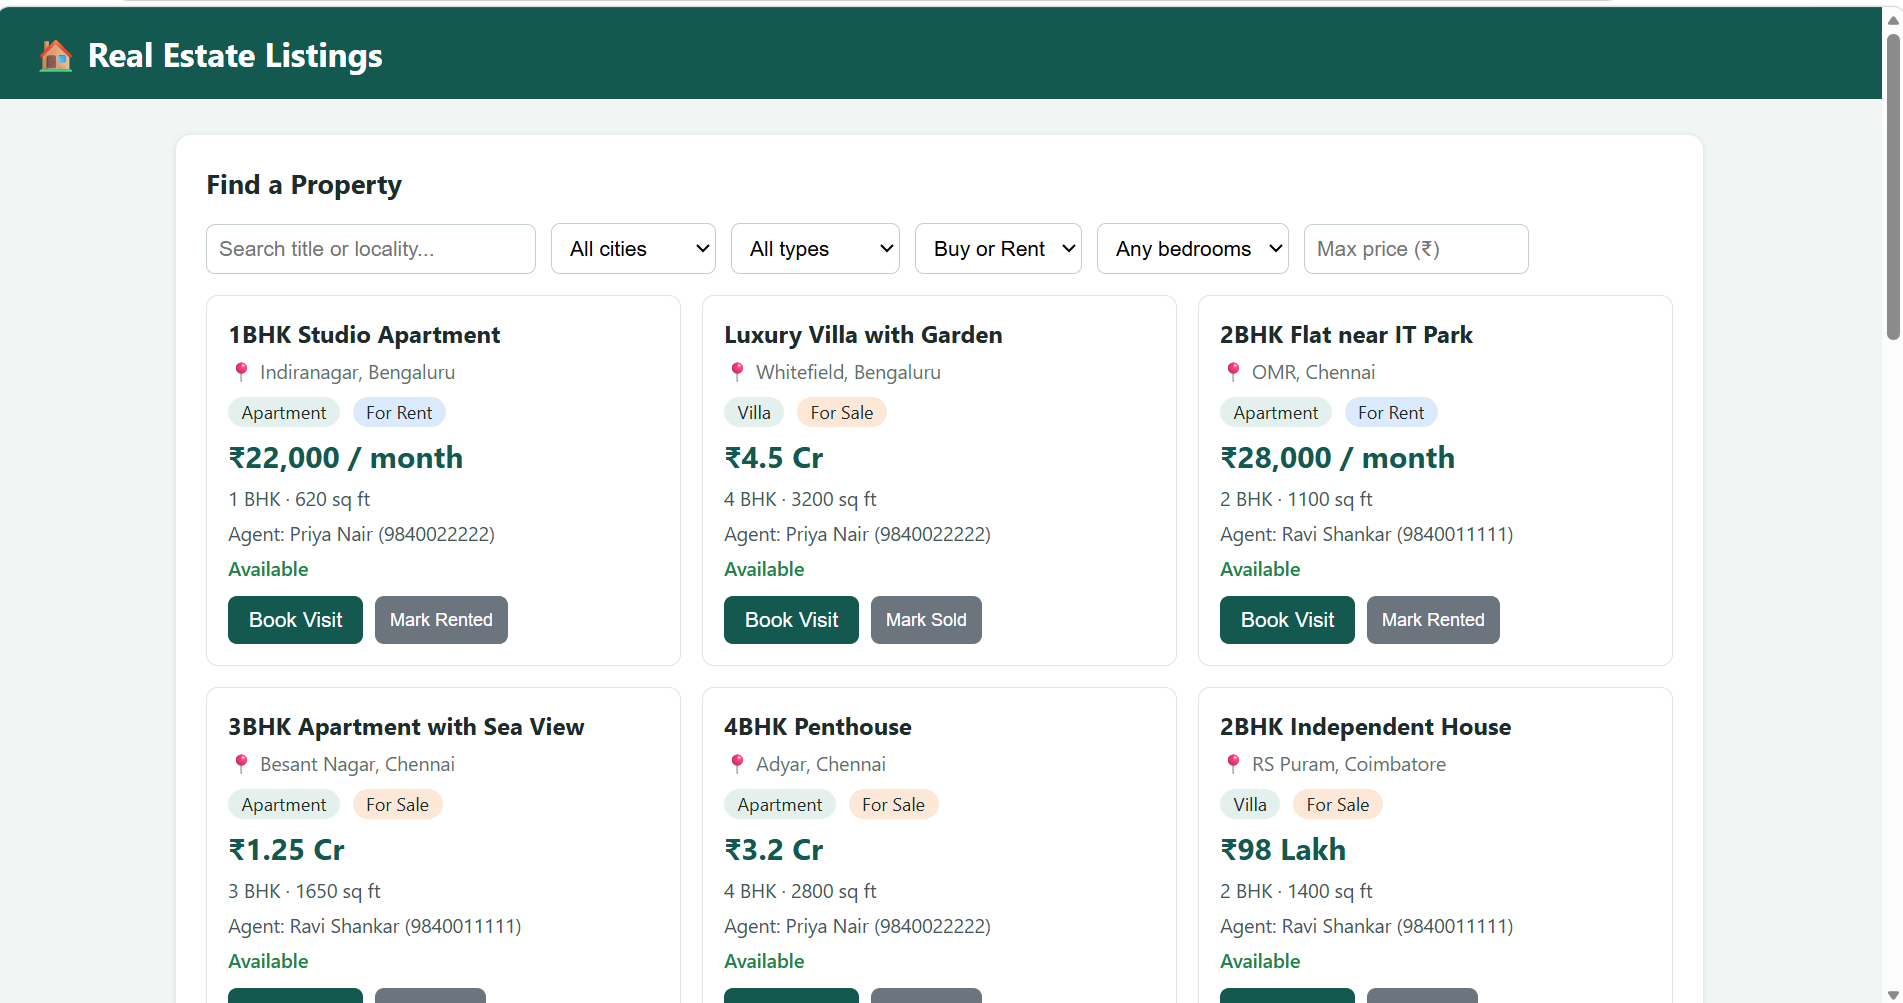 Real Estate Listings
Find a Property
Search title or locality... All cities All types Buy or Rent Any bedrooms Max price (₹)
1BHK Studio Apartment
Indiranagar, Bengaluru
Apartment For Rent
₹22,000 / month
1 BHK · 620 sq ft
Agent: Priya Nair (9840022222)
Available
Book Visit Mark Rented
Luxury Villa with Garden
Whitefield, Bengaluru
Villa For Sale
₹4.5 Cr
4 BHK · 3200 sq ft
Agent: Priya Nair (9840022222)
Available
Book Visit Mark Sold
2BHK Flat near IT Park
OMR, Chennai
Apartment For Rent
₹28,000 / month
2 BHK · 1100 sq ft
Agent: Ravi Shankar (9840011111)
Available
Book Visit Mark Rented
3BHK Apartment with Sea View
Besant Nagar, Chennai
Apartment For Sale
₹1.25 Cr
3 BHK · 1650 sq ft
Agent: Ravi Shankar (9840011111)
Available
4BHK Penthouse
Adyar, Chennai
Apartment For Sale
₹3.2 Cr
4 BHK · 2800 sq ft
Agent: Priya Nair (9840022222)
Available
2BHK Independent House
RS Puram, Coimbatore
Villa For Sale
₹98 Lakh
2 BHK · 1400 sq ft
Agent: Ravi Shankar (9840011111)
Available